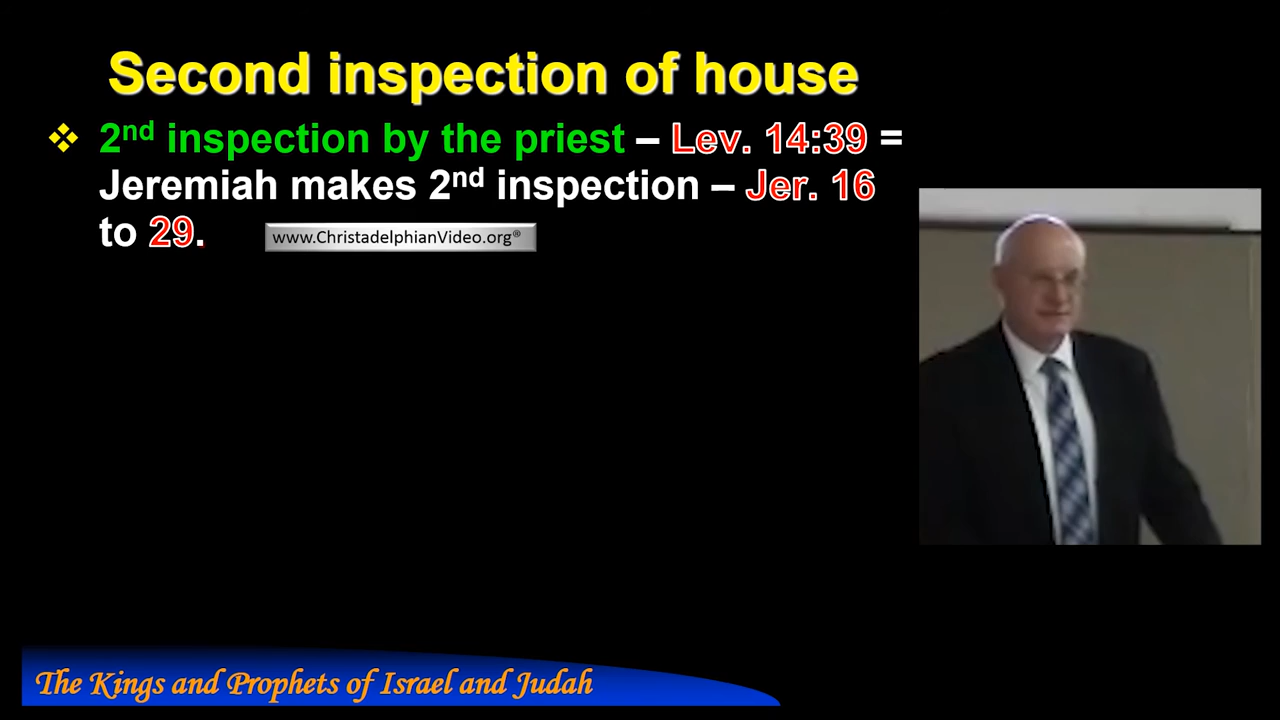 Second inspection of house
❖ 2nd inspection by the priest – Lev. 14:39 =
Jeremiah makes 2nd inspection – Jer. 16
to 29.
www.ChristadelphianVideo.org®
The Kings and Prophets of Israel and Judah